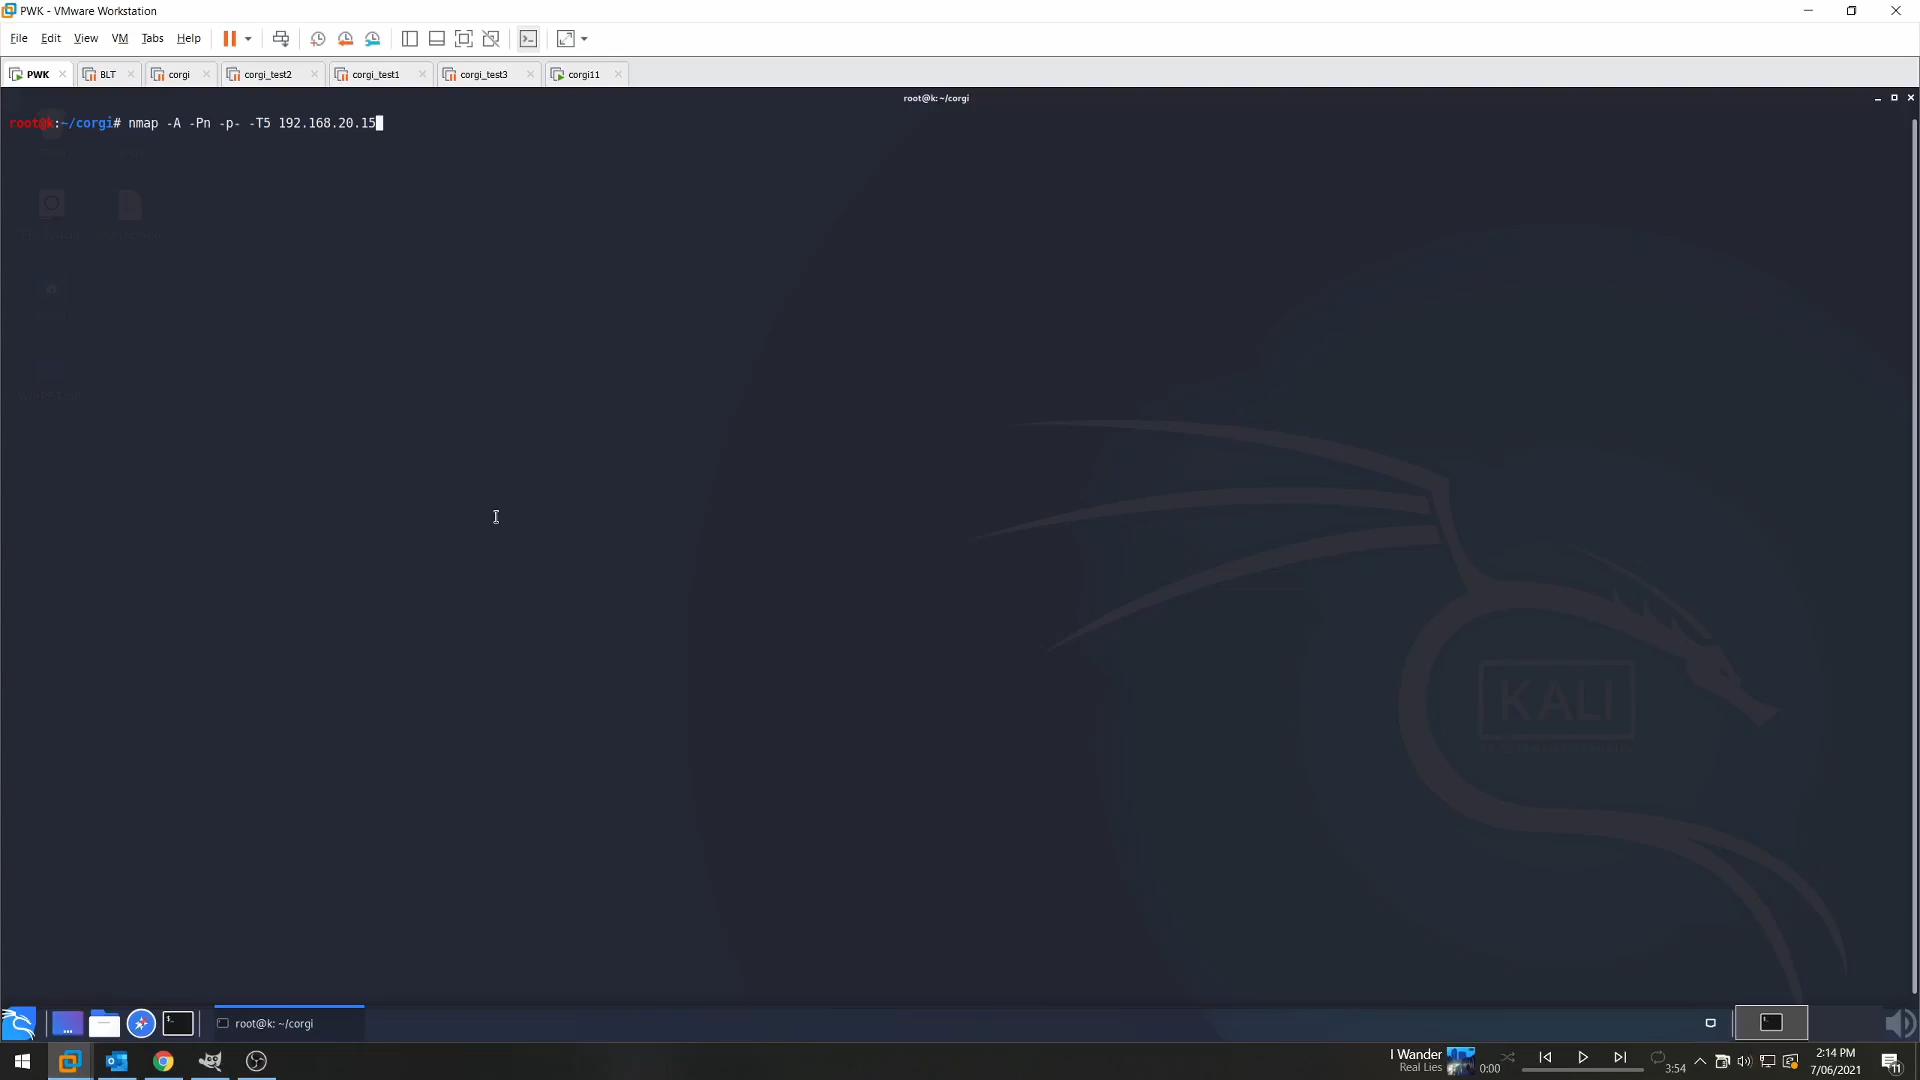 PWK - VMware Workstation
File Edit View VM Tabs Help
PWK BLT corgi corgi_test2 corgi_test1 corgi_test3 corgi11
root@k: ~/corgi
root@k:~/corgi# nmap -A -Pn -p- -T5 192.168.20.15
KALI
root@k: ~/corgi
I Wander
Real Lies
0:00
3:54
2:14 PM
7/06/2021
11